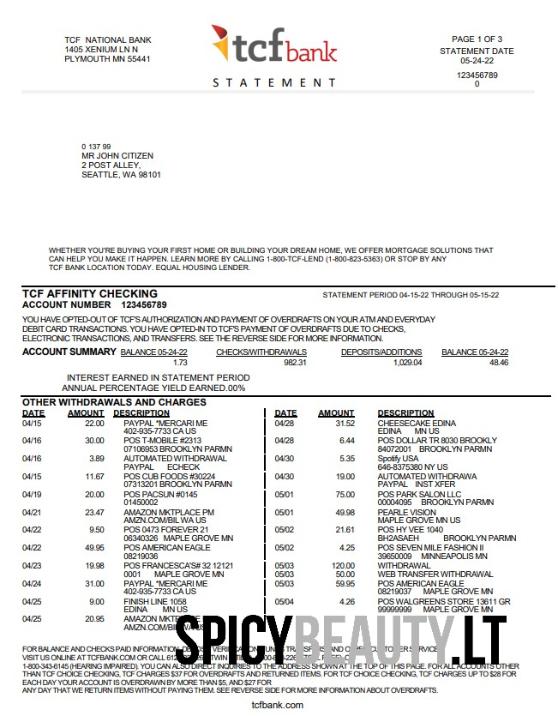 TCF NATIONAL BANK
1405 XENIUM LN N
PLYMOUTH MN 55441
tcf bank
STATEMENT
PAGE 1 OF 3
STATEMENT DATE
05-24-22
123456789
0
0 137 99
MR JOHN CITIZEN
2 POST ALLEY,
SEATTLE, WA 98101
WHETHER YOU'RE BUYING YOUR FIRST HOME OR BUILDING YOUR DREAM HOME, WE OFFER MORTGAGE SOLUTIONS THAT
CAN HELP YOU MAKE IT HAPPEN. LEARN MORE BY CALLING 1-800-TCF-LEND (1-800-823-5363) OR STOP BY ANY
TCF BANK LOCATION TODAY. EQUAL HOUSING LENDER.
TCF AFFINITY CHECKING
STATEMENT PERIOD 04-15-22 THROUGH 05-15-22
ACCOUNT NUMBER 123456789
YOU HAVE OPTED-OUT OF TCF'S AUTHORIZATION AND PAYMENT OF OVERDRAFTS ON YOUR ATM AND EVERYDAY
DEBIT CARD TRANSACTIONS. YOU HAVE OPTED-IN TO TCF'S PAYMENT OF OVERDRAFTS DUE TO CHECKS,
ELECTRONIC TRANSACTIONS, AND TRANSFERS. SEE THE REVERSE SIDE FOR MORE INFORMATION.
ACCOUNT SUMMARY BALANCE 05-24-22 CHECKS/WITHDRAWALS DEPOSITS/ADDITIONS BALANCE 05-24-22
1.73 982.31 1,029.04 48.46
INTEREST EARNED IN STATEMENT PERIOD
ANNUAL PERCENTAGE YIELD EARNED.00%
OTHER WITHDRAWALS AND CHARGES
DATE AMOUNT DESCRIPTION
04/15 22.00 PAYPAL *MERCARI ME
402-935-7733 CA US
04/16 30.00 POS T-MOBILE #2313
07106953 BROOKLYN PARMN
04/16 3.89 AUTOMATED WITHDRAWAL
PAYPAL ECHECK
04/15 11.67 POS CUB FOODS #30224
07313201 BROOKLYN PARMN
04/19 20.00 POS PACSUN #0145
01450002
04/21 23.47 AMAZON MKTPLACE PM
AMZN.COM/BIL WA US
04/22 9.50 POS 0473 FOREVER 21
06340326 MAPLE GROVE MN
04/22 49.95 POS AMERICAN EAGLE
08219036
04/23 19.98 POS FRANCESCA'S# 32 12121
0001 MAPLE GROVE MN
04/24 31.00 PAYPAL *MERCARI ME
402-935-7733 CA US
04/25 9.00 FINISH LINE 1058
EDINA MN US
04/25 20.95 AMAZON MKTPLACE
AMZN.COM/BIL WA US
DATE AMOUNT DESCRIPTION
04/28 31.52 CHEESECAKE EDINA
EDINA MN US
04/28 6.44 POS DOLLAR TR 8030 BROOKLY
84072001 BROOKLYN PARMN
04/30 5.35 Spotify USA
646-8375380 NY US
04/30 19.00 AUTOMATED WITHDRAWA
PAYPAL INST XFER
05/01 75.00 POS PARK SALON LLC
00004095 BROOKLYN PARMN
05/01 49.98 PEARLE VISION
MAPLE GROVE MN US
05/02 21.61 POS HY VEE 1040
BH2ASAEH BROOKLYN PARMN
05/02 4.25 POS SEVEN MILE FASHION II
39650009 MINNEAPOLIS MN
05/03 120.00 WITHDRAWAL
05/03 50.00 WEB TRANSFER WITHDRAWAL
05/03 59.95 POS AMERICAN EAGLE
08219037 MAPLE GROVE MN
05/04 4.26 POS WALGREENS STORE 13611 GR
99999999 MAPLE GROVE MN
SPICYBEAUTY.LT
FOR BALANCE AND CHECKS PAID INFORMATION,
VISIT US ONLINE AT TCFBANK.COM OR CALL
1-800-343-6145 (HEARING IMPAIRED). YOU CAN ALSO DIRECT INQUIRIES TO THE ADDRESS SHOWN AT THE TOP OF THIS PAGE. FOR ALL ACCOUNTS OTHER
THAN TCF CHOICE CHECKING, TCF CHARGES $37 FOR OVERDRAFTS AND RETURNED ITEMS. FOR TCF CHOICE CHECKING, TCF CHARGES UP TO $28 FOR
EACH DAY YOUR ACCOUNT IS OVERDRAWN BY MORE THAN $5, AND $27 FOR
ANY DAY THAT WE RETURN ITEMS WITHOUT PAYING THEM. SEE REVERSE SIDE FOR MORE INFORMATION ABOUT OVERDRAFTS.
tcfbank.com